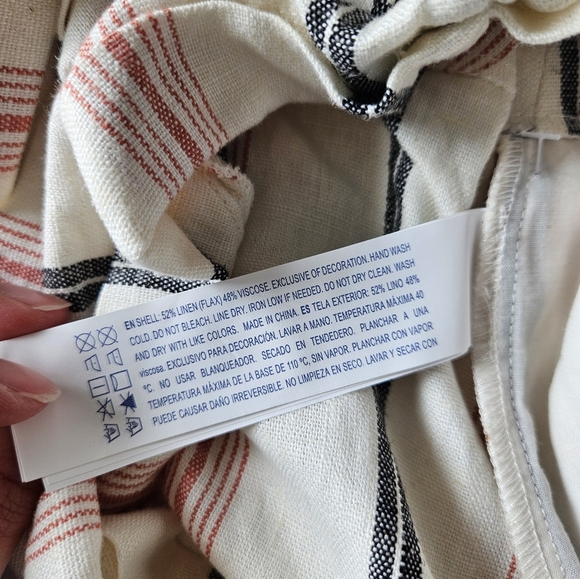 EN SHELL: 52% LINEN (FLAX) 48% VISCOSE. EXCLUSIVE OF DECORATION. HAND WASH
COLD. DO NOT BLEACH. LINE DRY. IRON LOW IF NEEDED. DO NOT DRY CLEAN. WASH
AND DRY WITH LIKE COLORS. MADE IN CHINA. ES TELA EXTERIOR: 52% LINO 48%
viscosa. EXCLUSIVO PARA DECORACIÓN. LAVAR A MANO. TEMPERATURA MÁXIMA 40
°C. NO USAR BLANQUEADOR. SECADO EN TENDEDERO. PLANCHAR A UNA
TEMPERATURA MÁXIMA DE LA BASE DE 110 °C, SIN VAPOR. PLANCHAR CON VAPOR
PUEDE CAUSAR DAÑO IRREVERSIBLE. NO LIMPIEZA EN SECO. LAVAR Y SECAR CON